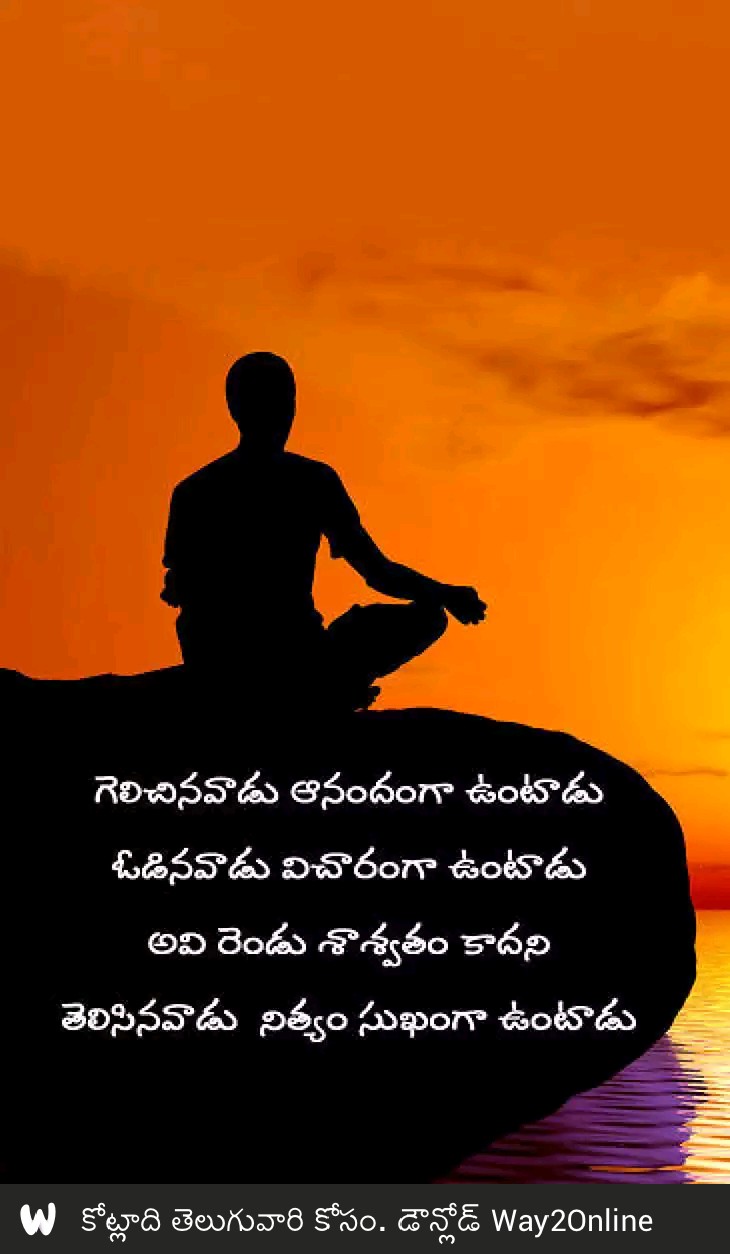 గెలిచినవాడు ఆనందంగా ఉంటాడు
ఓడినవాడు విచారంగా ఉంటాడు
అవి రెండు శాశ్వతం కాదని
తెలిసినవాడు నిత్యం సుఖంగా ఉంటాడు
కోట్లాది తెలుగువారి కోసం. డౌన్లోడ్ Way2Online